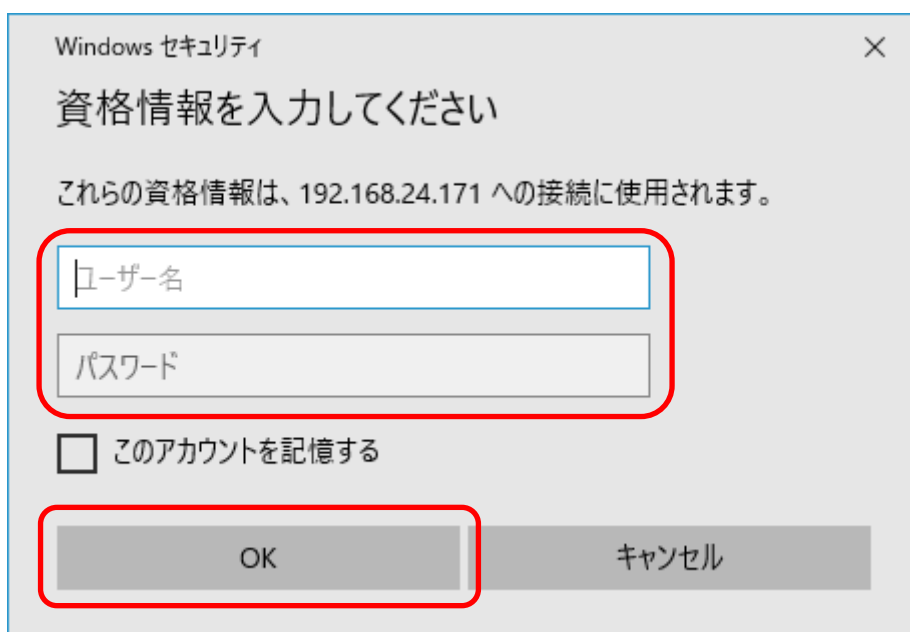 Windows セキュリティ
資格情報を入力してください
これらの資格情報は、192.168.24.171 への接続に使用されます。
ユーザー名
パスワード
このアカウントを記憶する
OK
キャンセル